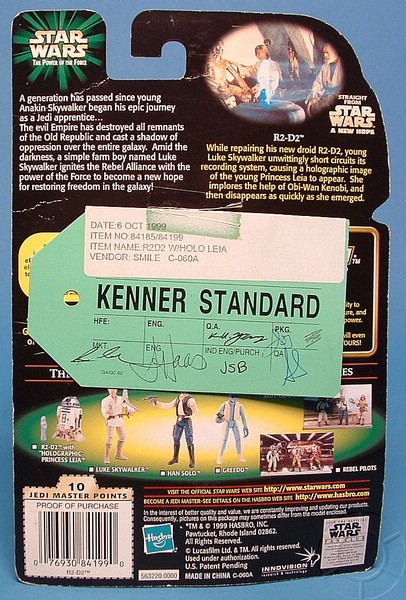 STAR
WARS
THE POWER OF THE FORCE
A generation has passed since young
Anakin Skywalker began his epic journey
as a Jedi apprentice...
The evil Empire has destroyed all remnants
of the Old Republic and cast a shadow of
oppression over the entire galaxy. Amid the
darkness, a simple farm boy named Luke
Skywalker ignites the Rebel Alliance with the
power of the Force to become a new hope
for restoring freedom in the galaxy!
STRAIGHT
FROM
STAR
WARS
A NEW HOPE
R2-D2™
While repairing his new droid R2-D2, young
Luke Skywalker unwittingly short circuits its
recording system, causing a holographic image
of the young Princess Leia to appear. She
implores the help of Obi-Wan Kenobi, and
then disappears as quickly as she emerged.
DATE:6 OCT 1999
ITEM NO:84185/84199
ITEM NAME:R2D2 W/HOLO LEIA
VENDOR: SMILE C-060A
KENNER STANDARD
HFE:
ENG.
Q.A.
PKG.
MKT.
ENG
IND ENG/PURCH
QA
JSB
QA/QC 02
R2-D2™ with
"HOLOGRAPHIC
PRINCESS LEIA"
LUKE SKYWALKER™
HAN SOLO™
GREEDO™
REBEL PILOTS
10
JEDI MASTER POINTS
PROOF OF PURCHASE
0 76930 84199 0
R2-D2™
VISIT THE OFFICIAL STAR WARS WEB SITE http://www.starwars.com
BECOME A JEDI MASTER-SEE DETAILS ON THE HASBRO WEB SITE http://www.hasbro.com
In the interest of better quality and value, we are constantly improving and updating our products.
Consequently, pictures on this package may sometimes differ from the model enclosed.
Hasbro
*™ & © 1999 HASBRO, INC.
Pawtucket, Rhode Island 02862.
All Rights Reserved.
© Lucasfilm Ltd. & TM.
All rights reserved.
Used under authorization.
U.S. Patent Pending
MADE IN CHINA C-060A
563220.0000
INNOVISION
research & technology
STAR
WARS